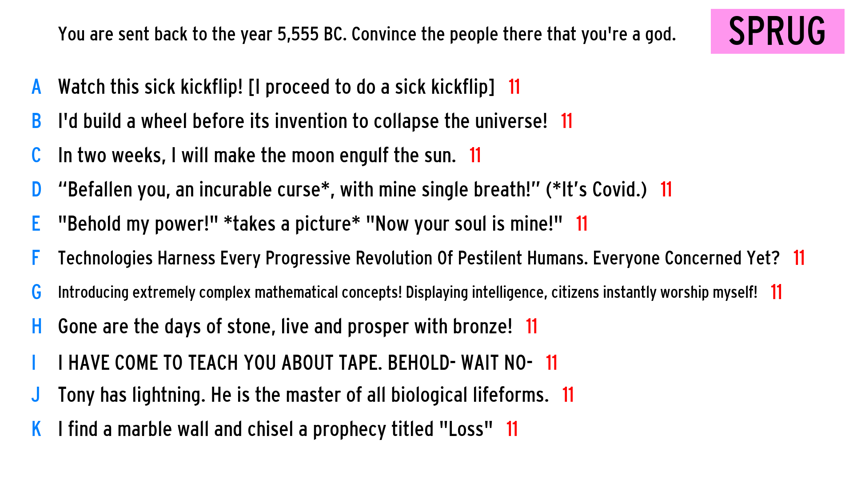 You are sent back to the year 5,555 BC. Convince the people there that you're a god.
SPRUG
A Watch this sick kickflip! [I proceed to do a sick kickflip] 11
B I'd build a wheel before its invention to collapse the universe! 11
C In two weeks, I will make the moon engulf the sun. 11
D “Befallen you, an incurable curse*, with mine single breath!” (*It’s Covid.) 11
E "Behold my power!" *takes a picture* "Now your soul is mine!" 11
F Technologies Harness Every Progressive Revolution Of Pestilent Humans. Everyone Concerned Yet? 11
G Introducing extremely complex mathematical concepts! Displaying intelligence, citizens instantly worship myself! 11
H Gone are the days of stone, live and prosper with bronze! 11
I I HAVE COME TO TEACH YOU ABOUT TAPE. BEHOLD- WAIT NO- 11
J Tony has lightning. He is the master of all biological lifeforms. 11
K I find a marble wall and chisel a prophecy titled "Loss" 11